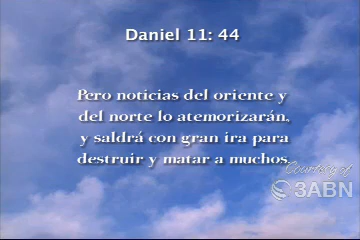 Daniel 11: 44
Pero noticias del oriente y
del norte lo atemorizarán,
y saldrá con gran ira para
destruir y matar a muchos.
Courtesy of
3ABN